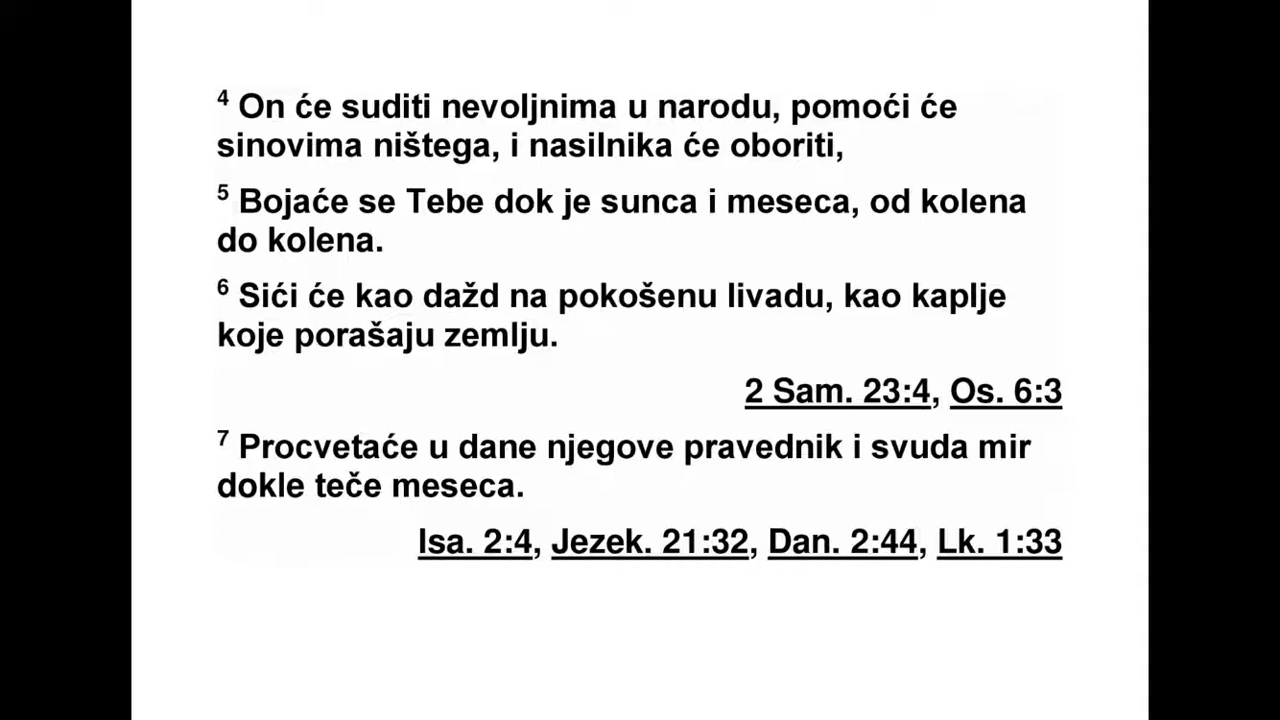 4 On će suditi nevoljnima u narodu, pomoći će
sinovima ništega, i nasilnika će oboriti,
5 Bojaće se Tebe dok je sunca i meseca, od kolena
do kolena.
6 Sići će kao dažd na pokošenu livadu, kao kaplje
koje porašaju zemlju.
2 Sam. 23:4, Os. 6:3
7 Procvetaće u dane njegove pravednik i svuda mir
dokle teče meseca.
Isa. 2:4, Jezek. 21:32, Dan. 2:44, Lk. 1:33